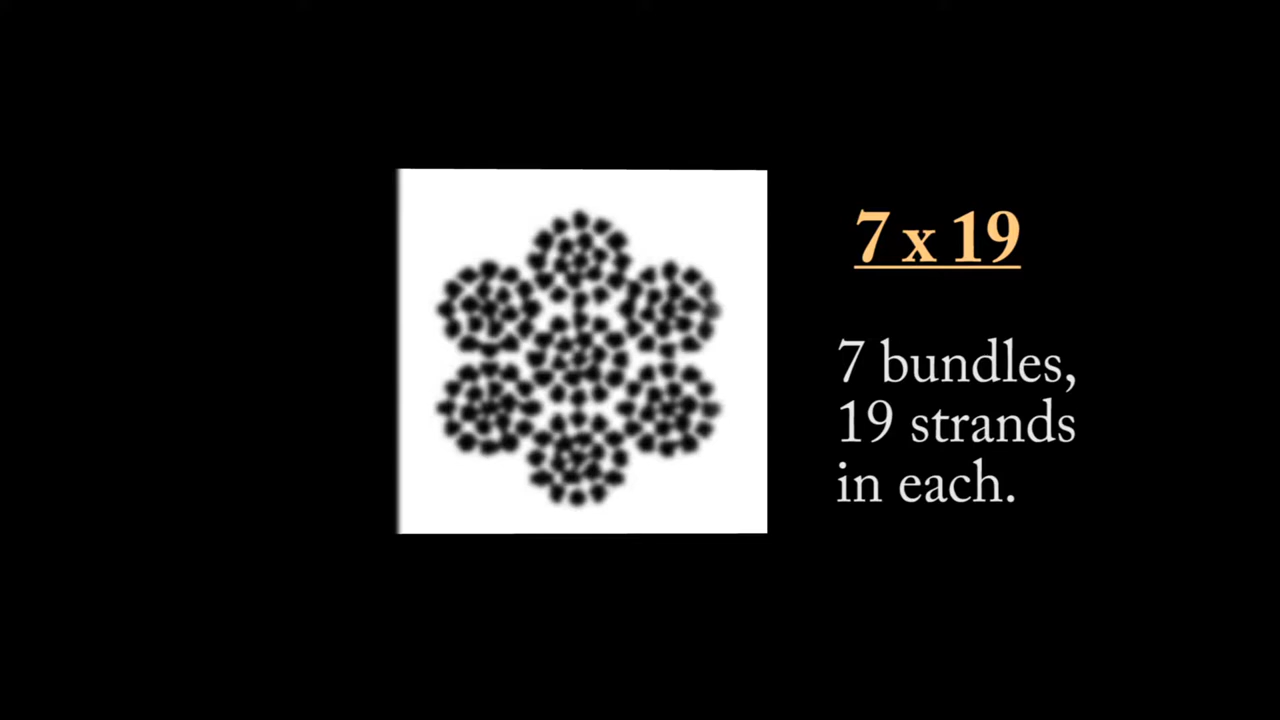 7 x 19
7 bundles,
19 strands
in each.